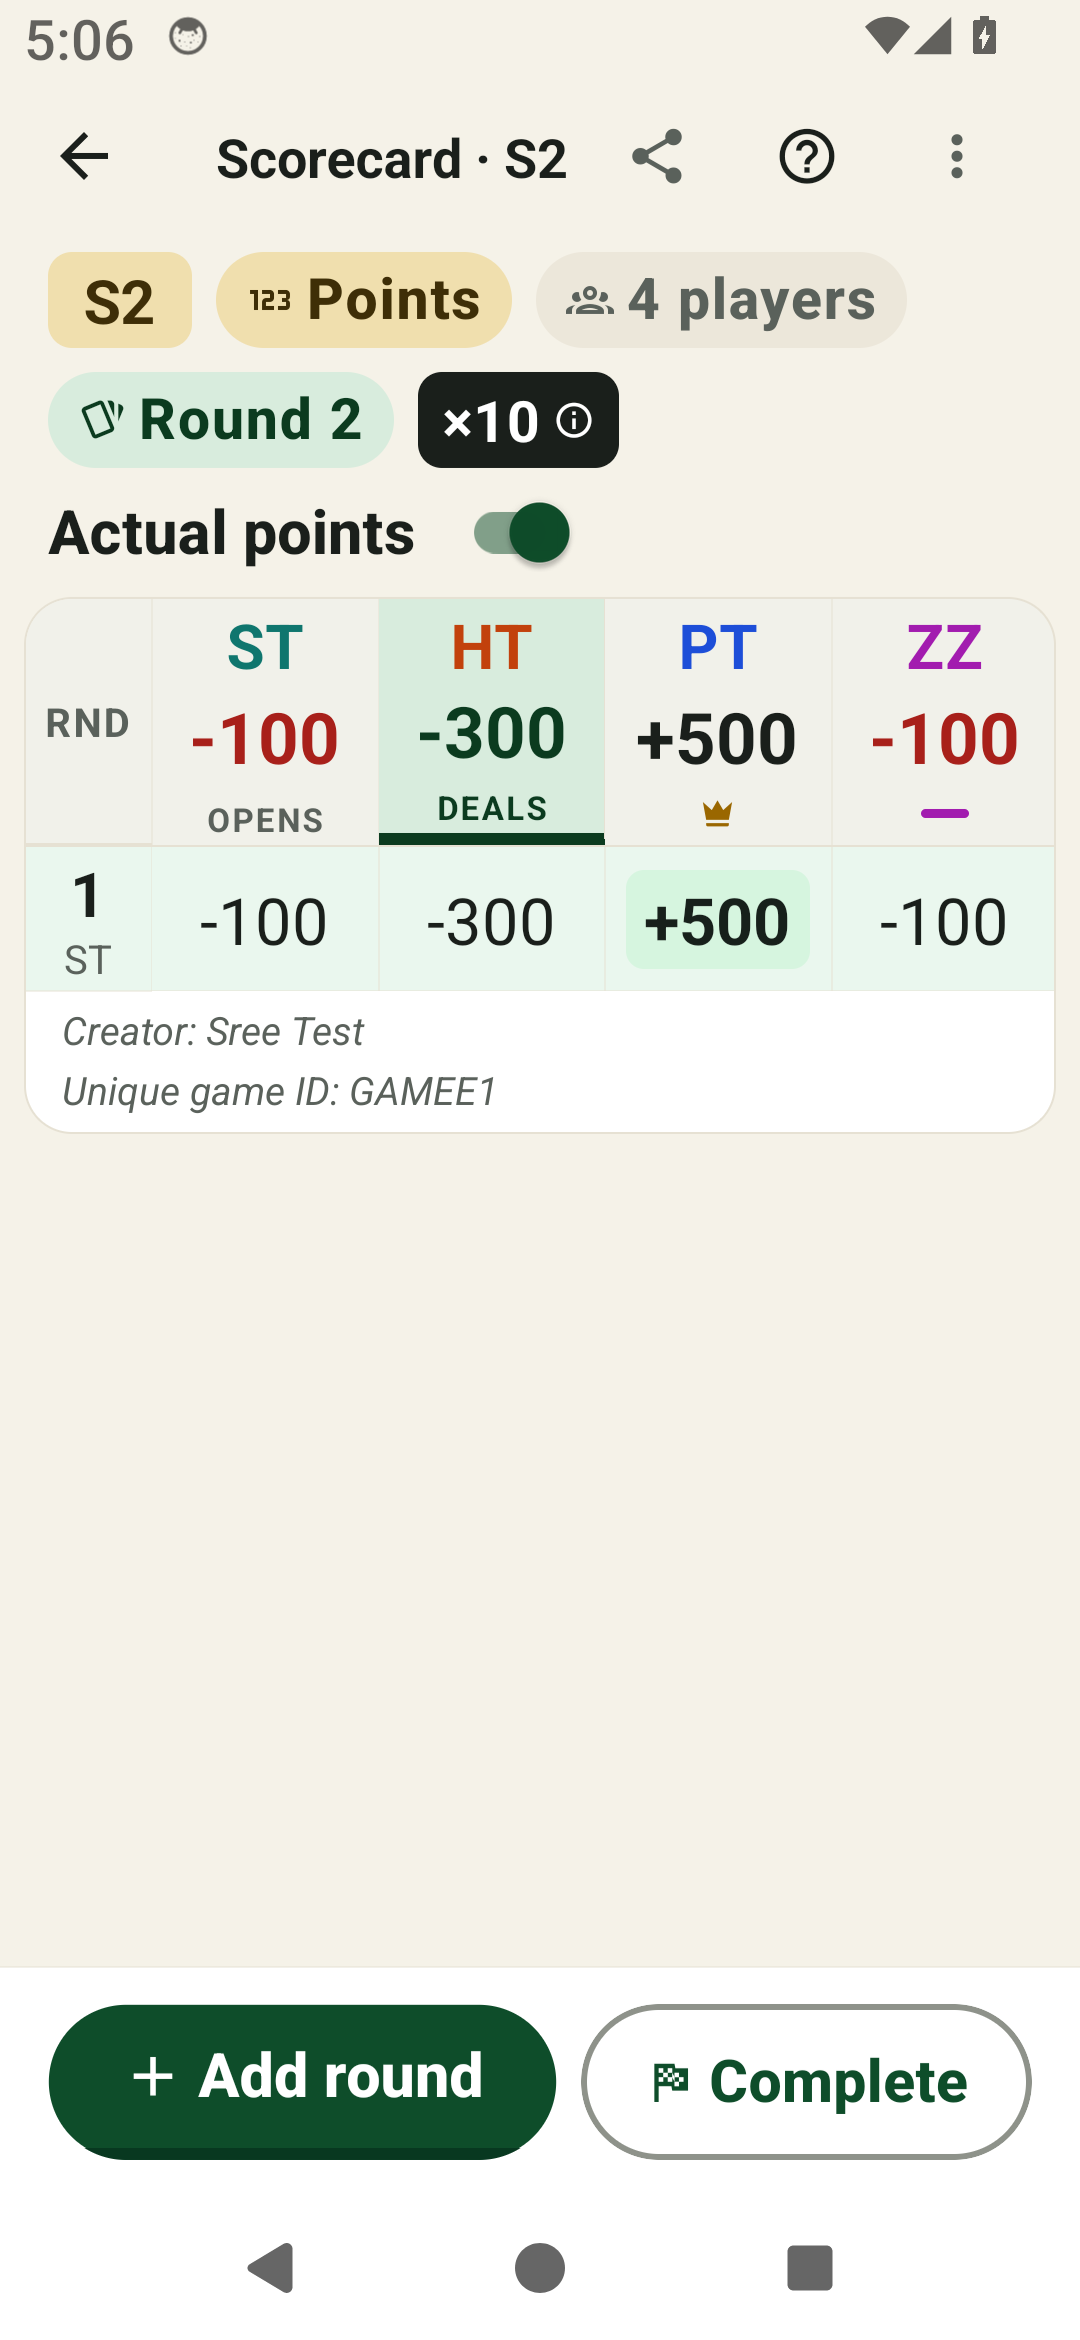 5:06
Scorecard · S2
S2
123 Points
4 players
Round 2
×10
Actual points
RND ST HT PT ZZ
-100 -300 +500 -100
OPENS DEALS
1 -100 -300 +500 -100
ST
Creator: Sree Test
Unique game ID: GAMEE1
+ Add round
Complete